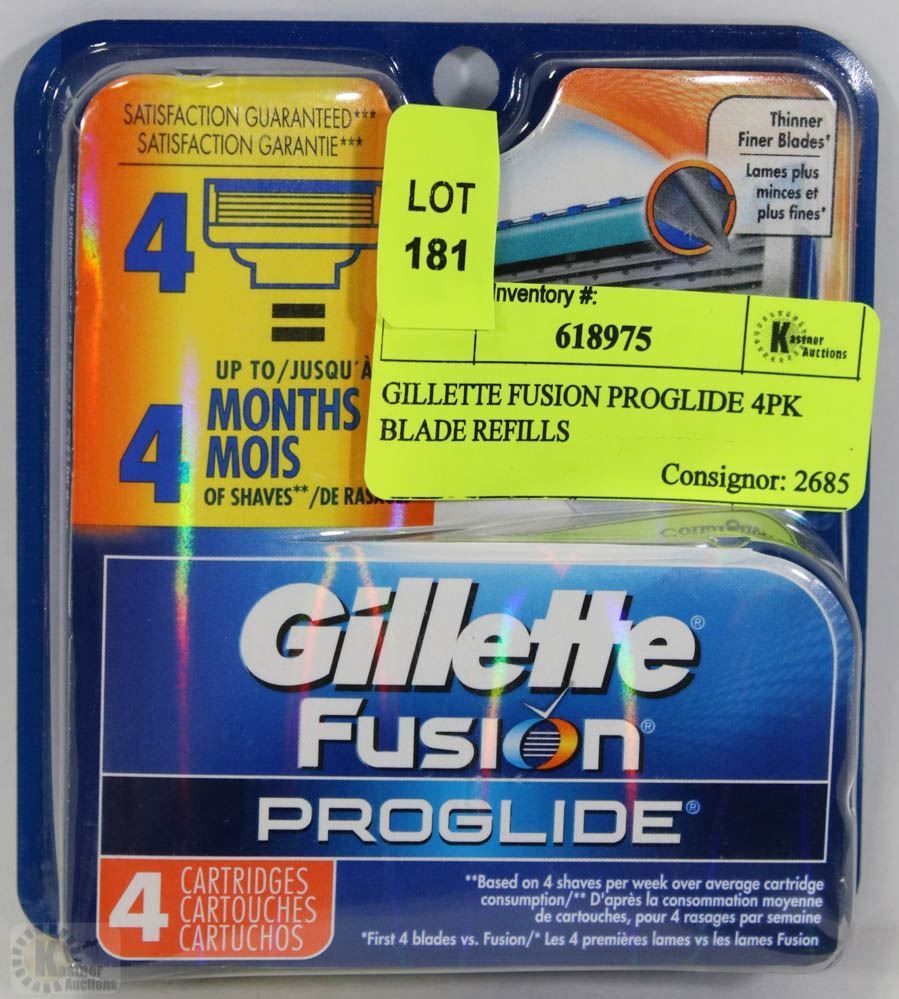 SATISFACTION GUARANTEED***
SATISFACTION GARANTIE***
4
=
UP TO/JUSQU'À
4 MONTHS
MOIS
OF SHAVES**/DE
Thinner
Finer Blades*
Lames plus
minces et
plus fines*
LOT
181
Inventory #:
618975
Kastner
Auctions
GILLETTE FUSION PROGLIDE 4PK
BLADE REFILLS
Consignor: 2685
Gillette®
Fusion®
PROGLIDE®
4 CARTRIDGES
CARTOUCHES
CARTUCHOS
**Based on 4 shaves per week over average cartridge
consumption/** D'après la consommation moyenne
de cartouches, pour 4 rasages par semaine
*First 4 blades vs. Fusion/* Les 4 premières lames vs les lames Fusion
Kastner
Auctions